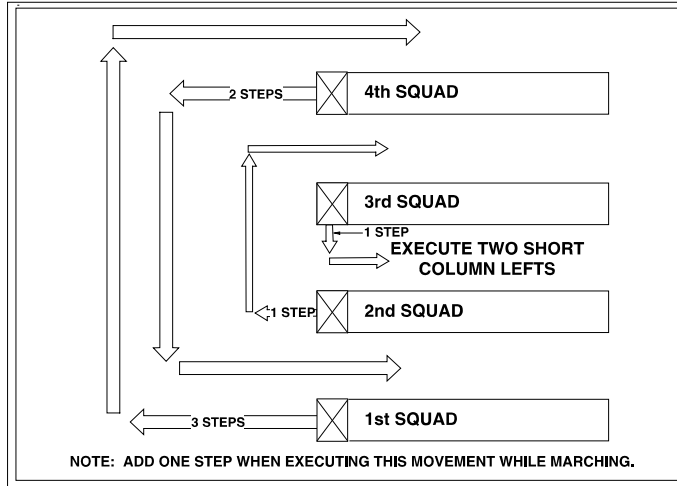 2 STEPS
4th SQUAD
3rd SQUAD
1 STEP
EXECUTE TWO SHORT
COLUMN LEFTS
1 STEP
2nd SQUAD
3 STEPS
1st SQUAD
NOTE: ADD ONE STEP WHEN EXECUTING THIS MOVEMENT WHILE MARCHING.